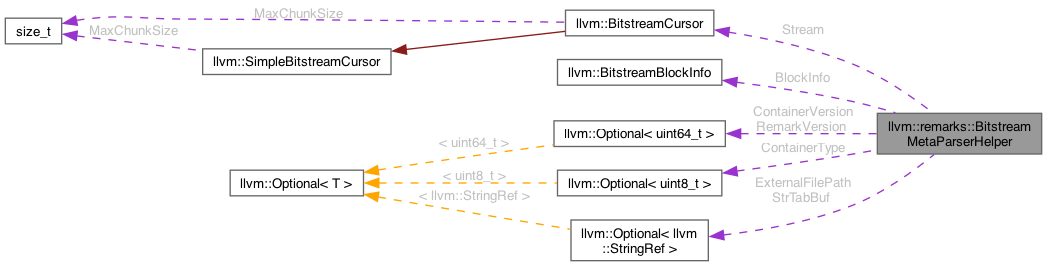 size_t
MaxChunkSize
MaxChunkSize
llvm::BitstreamCursor
llvm::SimpleBitstreamCursor
Stream
llvm::BitstreamBlockInfo
BlockInfo
ContainerVersion
RemarkVersion
llvm::Optional< uint64_t >
ContainerType
llvm::remarks::Bitstream
MetaParserHelper
< uint64_t >
< uint8_t >
< llvm::StringRef >
llvm::Optional< T >
llvm::Optional< uint8_t >
ExternalFilePath
StrTabBuf
llvm::Optional< llvm
::StringRef >